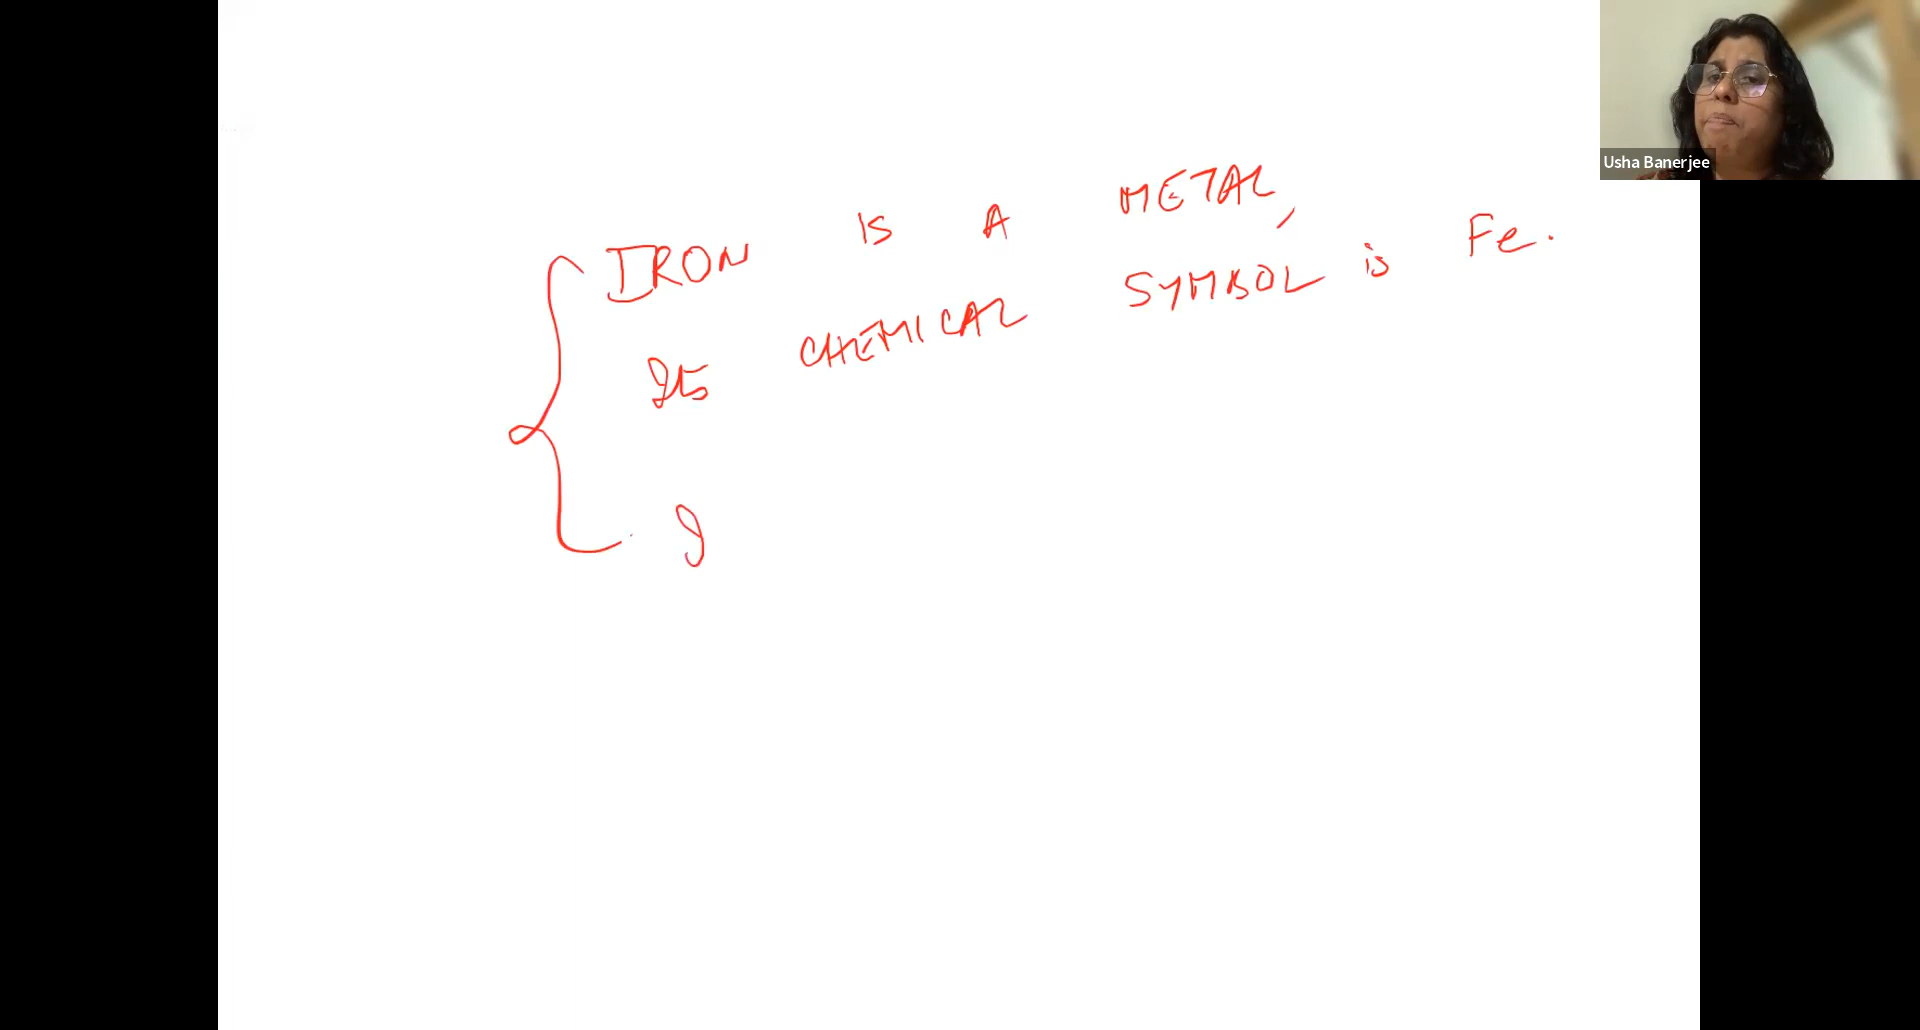 IRON IS A METAL,
Its CHEMICAL SYMBOL is Fe.
I
Usha Banerjee